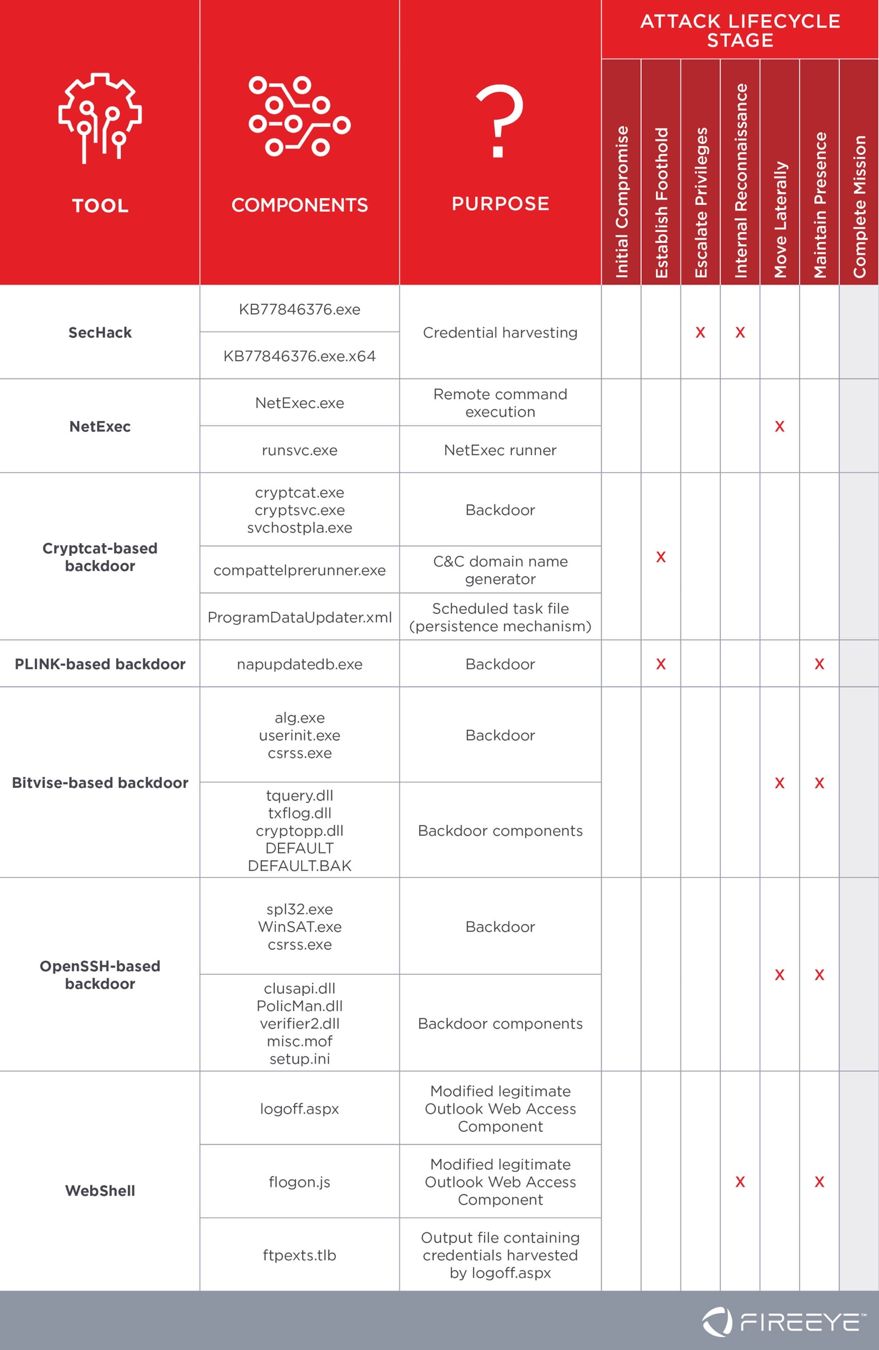 TOOL
COMPONENTS
?
PURPOSE
ATTACK LIFECYCLE
STAGE
Initial Compromise
Establish Foothold
Escalate Privileges
Internal Reconnaissance
Move Laterally
Maintain Presence
Complete Mission
SecHack
KB77846376.exe
KB77846376.exe.x64
Credential harvesting
X X
NetExec
NetExec.exe
Remote command
execution
runsvc.exe
NetExec runner
X
Cryptcat-based
backdoor
cryptcat.exe
cryptsvc.exe
svchostpla.exe
Backdoor
compattelprerunner.exe
C&C domain name
generator
ProgramDataUpdater.xml
Scheduled task file
(persistence mechanism)
X
PLINK-based backdoor
napupdatedb.exe
Backdoor
X X
Bitvise-based backdoor
alg.exe
userinit.exe
csrss.exe
Backdoor
tquery.dll
txflog.dll
cryptopp.dll
DEFAULT
DEFAULT.BAK
Backdoor components
X X
OpenSSH-based
backdoor
spl32.exe
WinSAT.exe
csrss.exe
Backdoor
clusapi.dll
PolicMan.dll
verifier2.dll
misc.mof
setup.ini
Backdoor components
X X
WebShell
logoff.aspx
Modified legitimate
Outlook Web Access
Component
flogon.js
Modified legitimate
Outlook Web Access
Component
ftpexts.tlb
Output file containing
credentials harvested
by logoff.aspx
X X
FIREEYE™